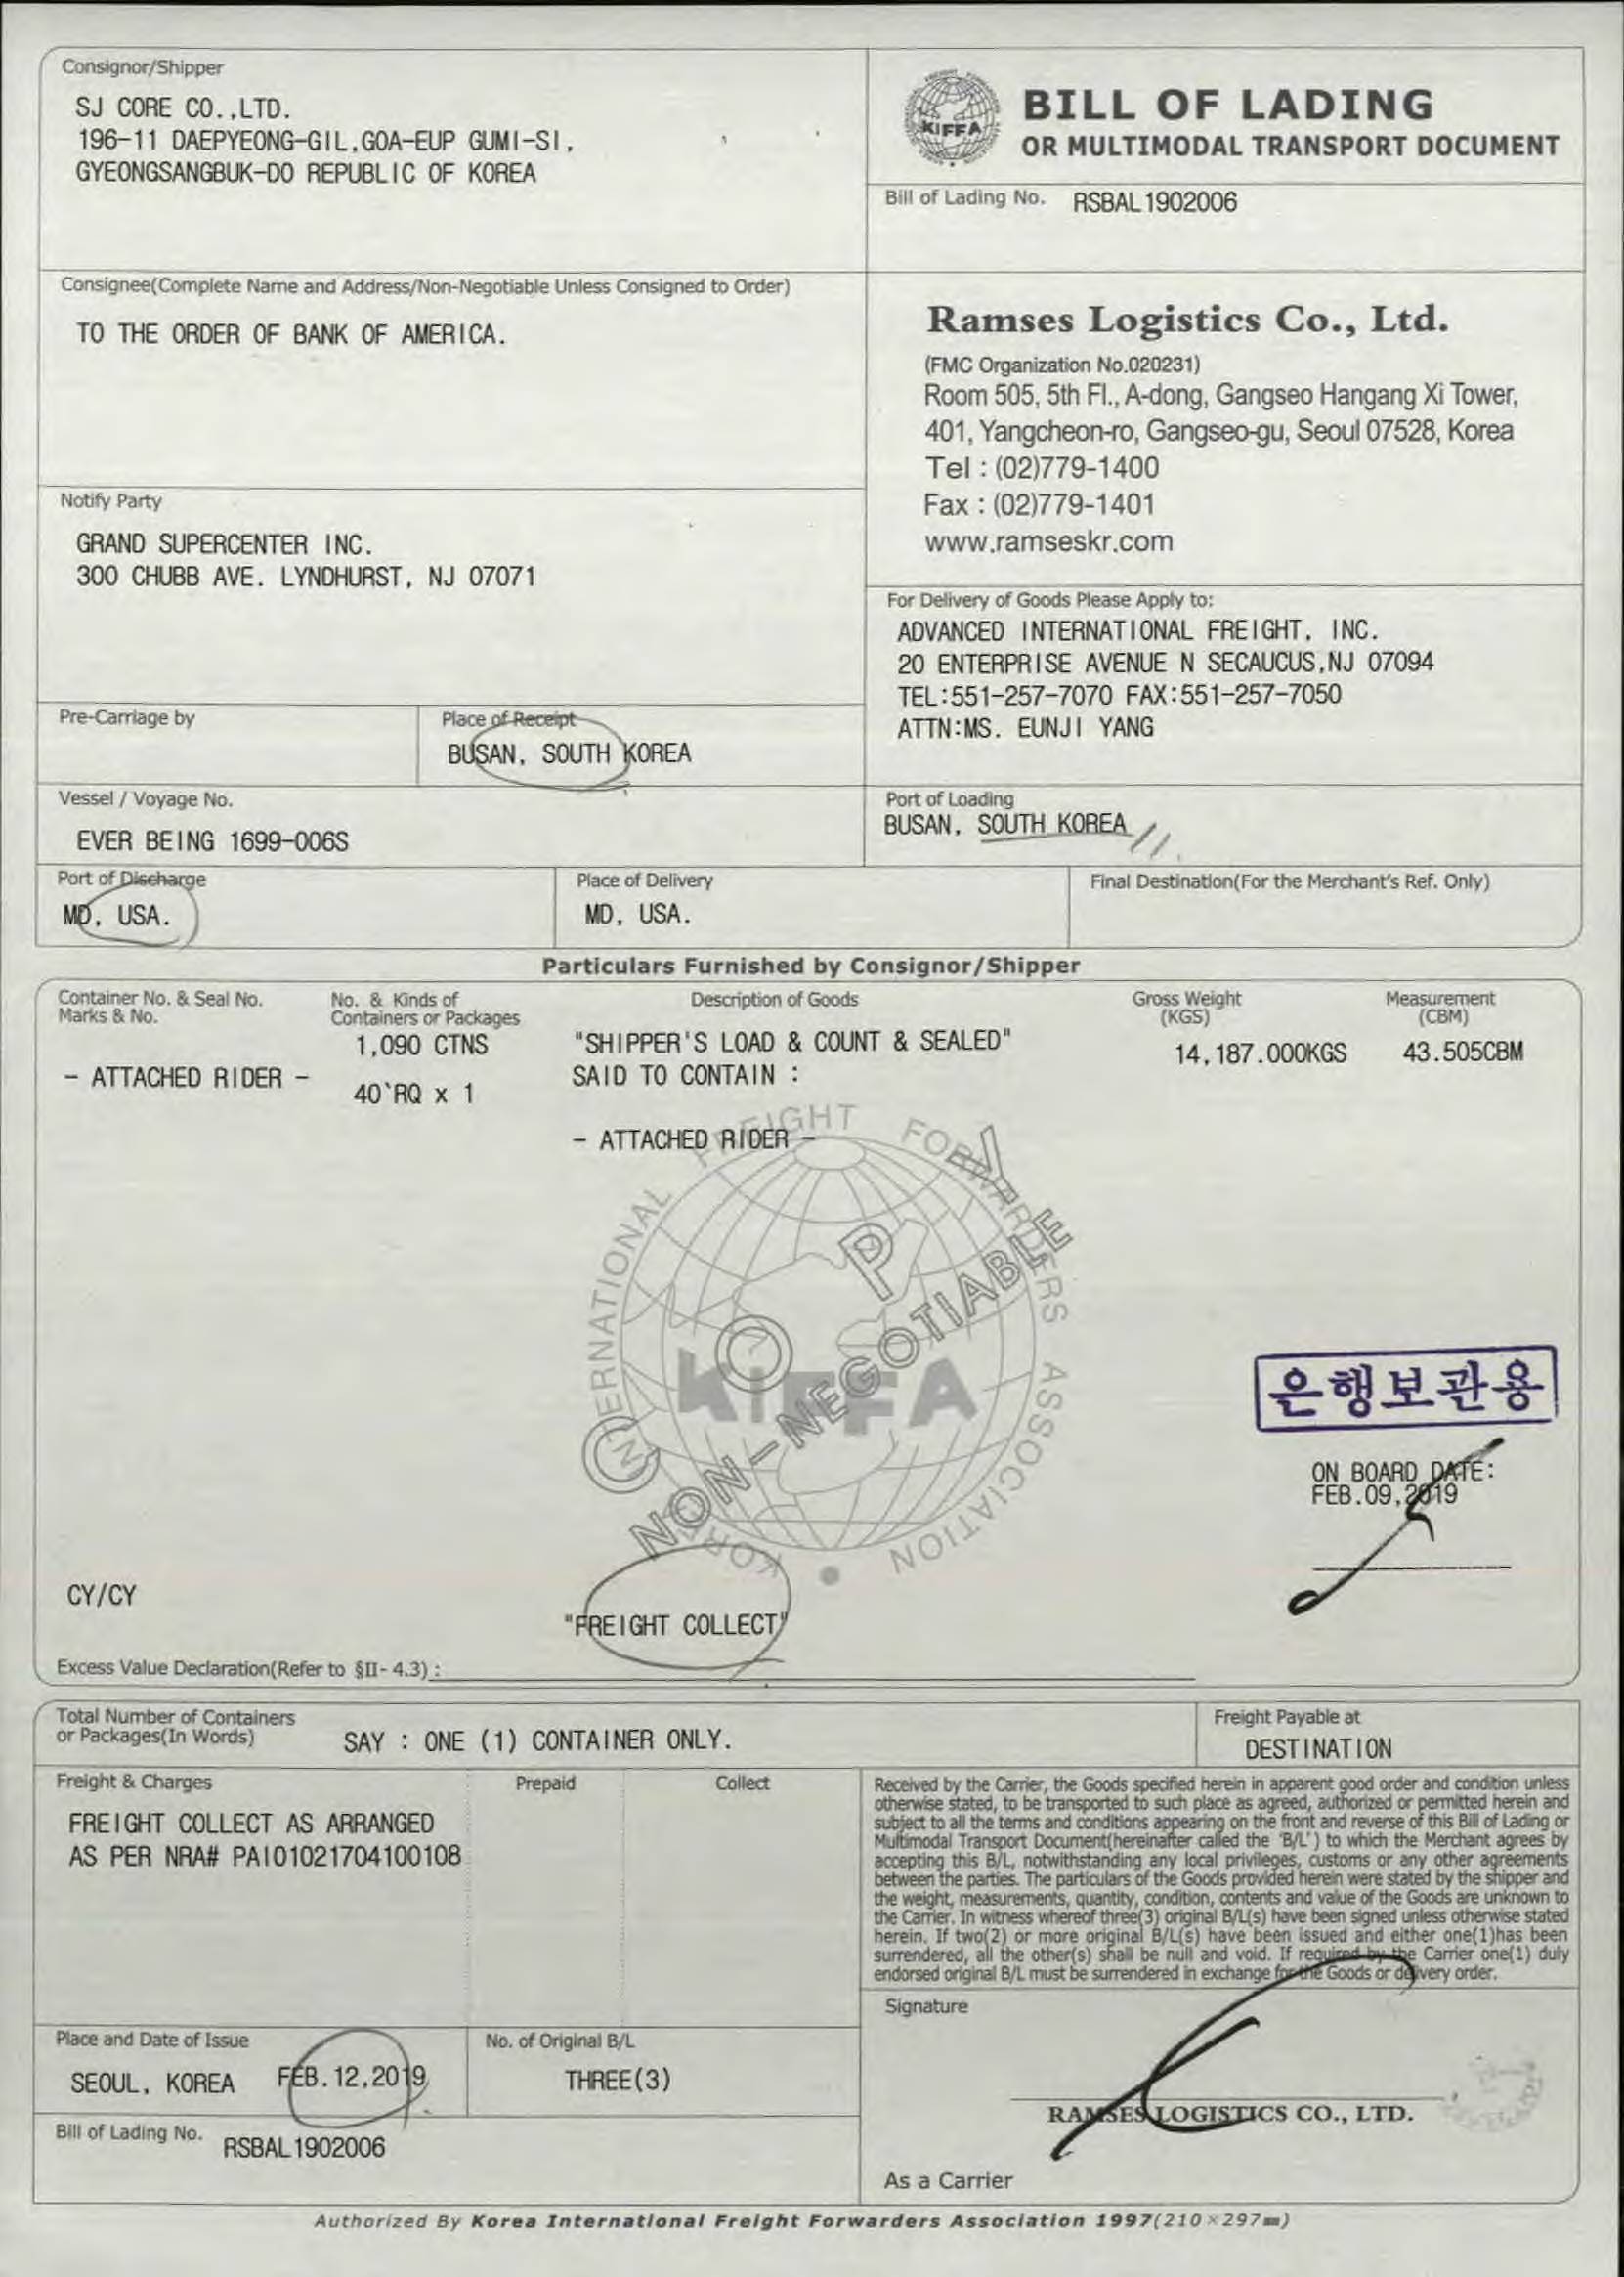 Consignor/Shipper
SJ CORE CO.,LTD.
196-11 DAEPYEONG-GIL,GOA-EUP GUMI-SI,
GYEONGSANGBUK-DO REPUBLIC OF KOREA
KIFFA
BILL OF LADING
OR MULTIMODAL TRANSPORT DOCUMENT
Bill of Lading No. RSBAL1902006
Consignee(Complete Name and Address/Non-Negotiable Unless Consigned to Order)
TO THE ORDER OF BANK OF AMERICA.
Ramses Logistics Co., Ltd.
(FMC Organization No.020231)
Room 505, 5th Fl., A-dong, Gangseo Hangang Xi Tower,
401, Yangcheon-ro, Gangseo-gu, Seoul 07528, Korea
Tel : (02)779-1400
Fax : (02)779-1401
www.ramseskr.com
Notify Party
GRAND SUPERCENTER INC.
300 CHUBB AVE. LYNDHURST, NJ 07071
For Delivery of Goods Please Apply to:
ADVANCED INTERNATIONAL FREIGHT, INC.
20 ENTERPRISE AVENUE N SECAUCUS,NJ 07094
TEL:551-257-7070 FAX:551-257-7050
ATTN:MS. EUNJI YANG
Pre-Carriage by
Place of Receipt
BUSAN, SOUTH KOREA
Vessel / Voyage No.
EVER BEING 1699-006S
Port of Loading
BUSAN, SOUTH KOREA
Port of Discharge
MD, USA.
Place of Delivery
MD, USA.
Final Destination(For the Merchant's Ref. Only)
Particulars Furnished by Consignor/Shipper
Container No. & Seal No.
Marks & No.
No. & Kinds of
Containers or Packages
Description of Goods
Gross Weight
(KGS)
Measurement
(CBM)
- ATTACHED RIDER -
1,090 CTNS
40`RQ x 1
"SHIPPER'S LOAD & COUNT & SEALED"
SAID TO CONTAIN :
- ATTACHED RIDER -
14,187.000KGS
43.505CBM
KOREA INTERNATIONAL FREIGHT FORWARDERS ASSOCIATION
KIFFA
COPY
NON-NEGOTIABLE
은행보관용
ON BOARD DATE:
FEB.09,2019
CY/CY
"FREIGHT COLLECT"
Excess Value Declaration(Refer to §II- 4.3) :
Total Number of Containers
or Packages(In Words)
SAY : ONE (1) CONTAINER ONLY.
Freight Payable at
DESTINATION
Freight & Charges
Prepaid
Collect
FREIGHT COLLECT AS ARRANGED
AS PER NRA# PAI01021704100108
Received by the Carrier, the Goods specified herein in apparent good order and condition unless
otherwise stated, to be transported to such place as agreed, authorized or permitted herein and
subject to all the terms and conditions appearing on the front and reverse of this Bill of Lading or
Multimodal Transport Document(hereinafter called the 'B/L') to which the Merchant agrees by
accepting this B/L, notwithstanding any local privileges, customs or any other agreements
between the parties. The particulars of the Goods provided herein were stated by the shipper and
the weight, measurements, quantity, condition, contents and value of the Goods are unknown to
the Carrier. In witness whereof three(3) original B/L(s) have been signed unless otherwise stated
herein. If two(2) or more original B/L(s) have been issued and either one(1)has been
surrendered, all the other(s) shall be null and void. If required by the Carrier one(1) duly
endorsed original B/L must be surrendered in exchange for the Goods or delivery order.
Signature
RAMSES LOGISTICS CO., LTD.
As a Carrier
Place and Date of Issue
SEOUL, KOREA FEB.12,2019
No. of Original B/L
THREE(3)
Bill of Lading No.
RSBAL1902006
Authorized By Korea International Freight Forwarders Association 1997(210×297㎜)